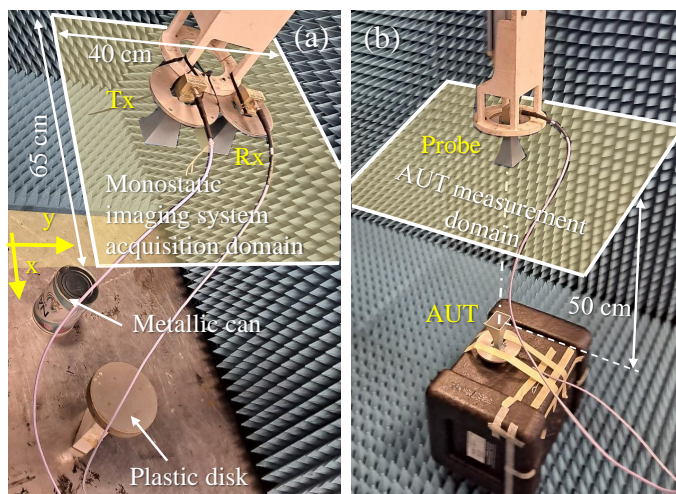 (a)
40 cm
Tx
65 cm
Rx
Monostatic
imaging system
acquisition domain
y
x
Metallic can
Plastic disk
(b)
Probe
AUT measurement
domain
50 cm
AUT